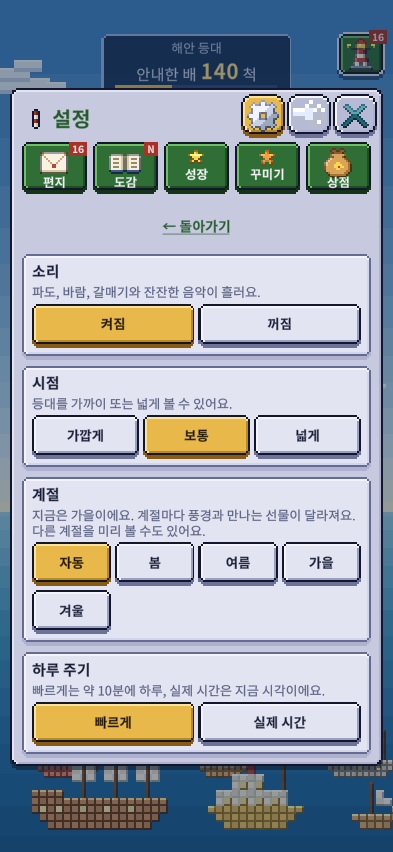 해안 등대
안내한 배 140 척
16
설정
편지 16
도감 N
성장
꾸미기
상점
← 돌아가기
소리
파도, 바람, 갈매기와 잔잔한 음악이 흘러요.
켜짐
꺼짐
시점
등대를 가까이 또는 넓게 볼 수 있어요.
가깝게
보통
넓게
계절
지금은 가을이에요. 계절마다 풍경과 만나는 선물이 달라져요.
다른 계절을 미리 볼 수도 있어요.
자동
봄
여름
가을
겨울
하루 주기
빠르게는 약 10분에 하루, 실제 시간은 지금 시각이에요.
빠르게
실제 시간